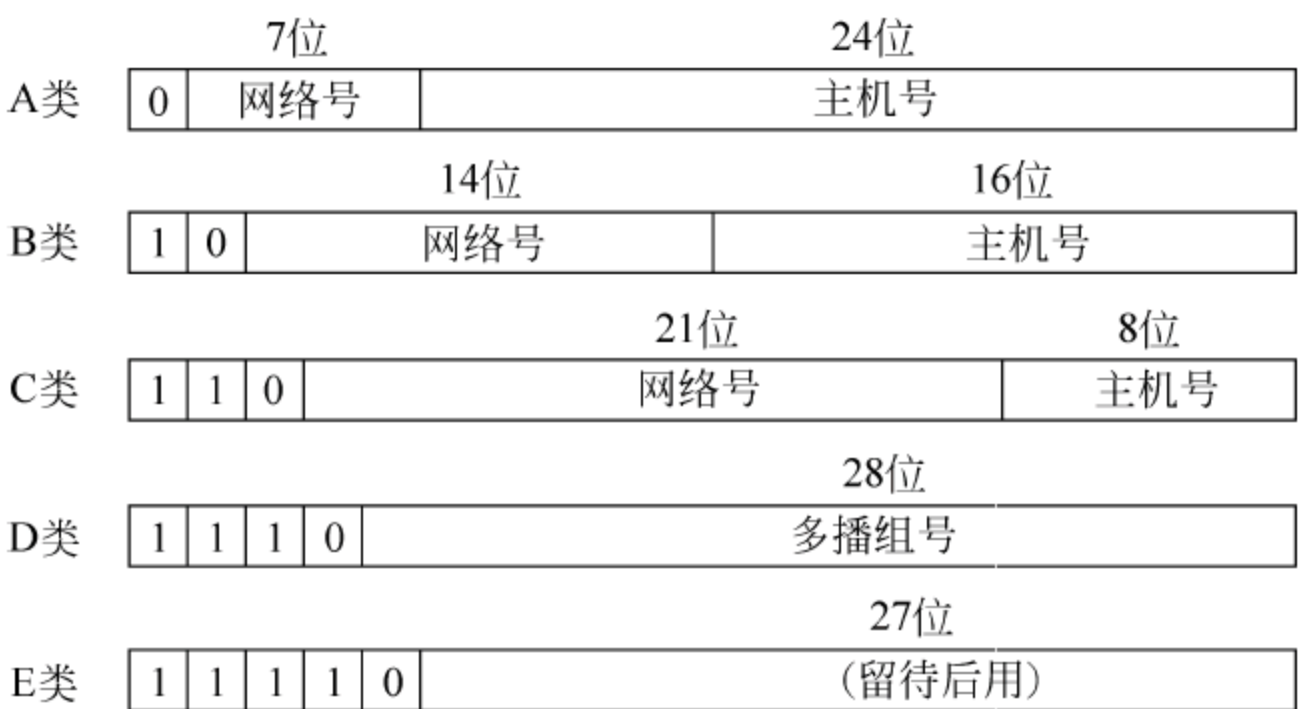 7位 24位
A类 0 网络号 主机号
14位 16位
B类 1 0 网络号 主机号
21位 8位
C类 1 1 0 网络号 主机号
28位
D类 1 1 1 0 多播组号
27位
E类 1 1 1 1 0 (留待后用)